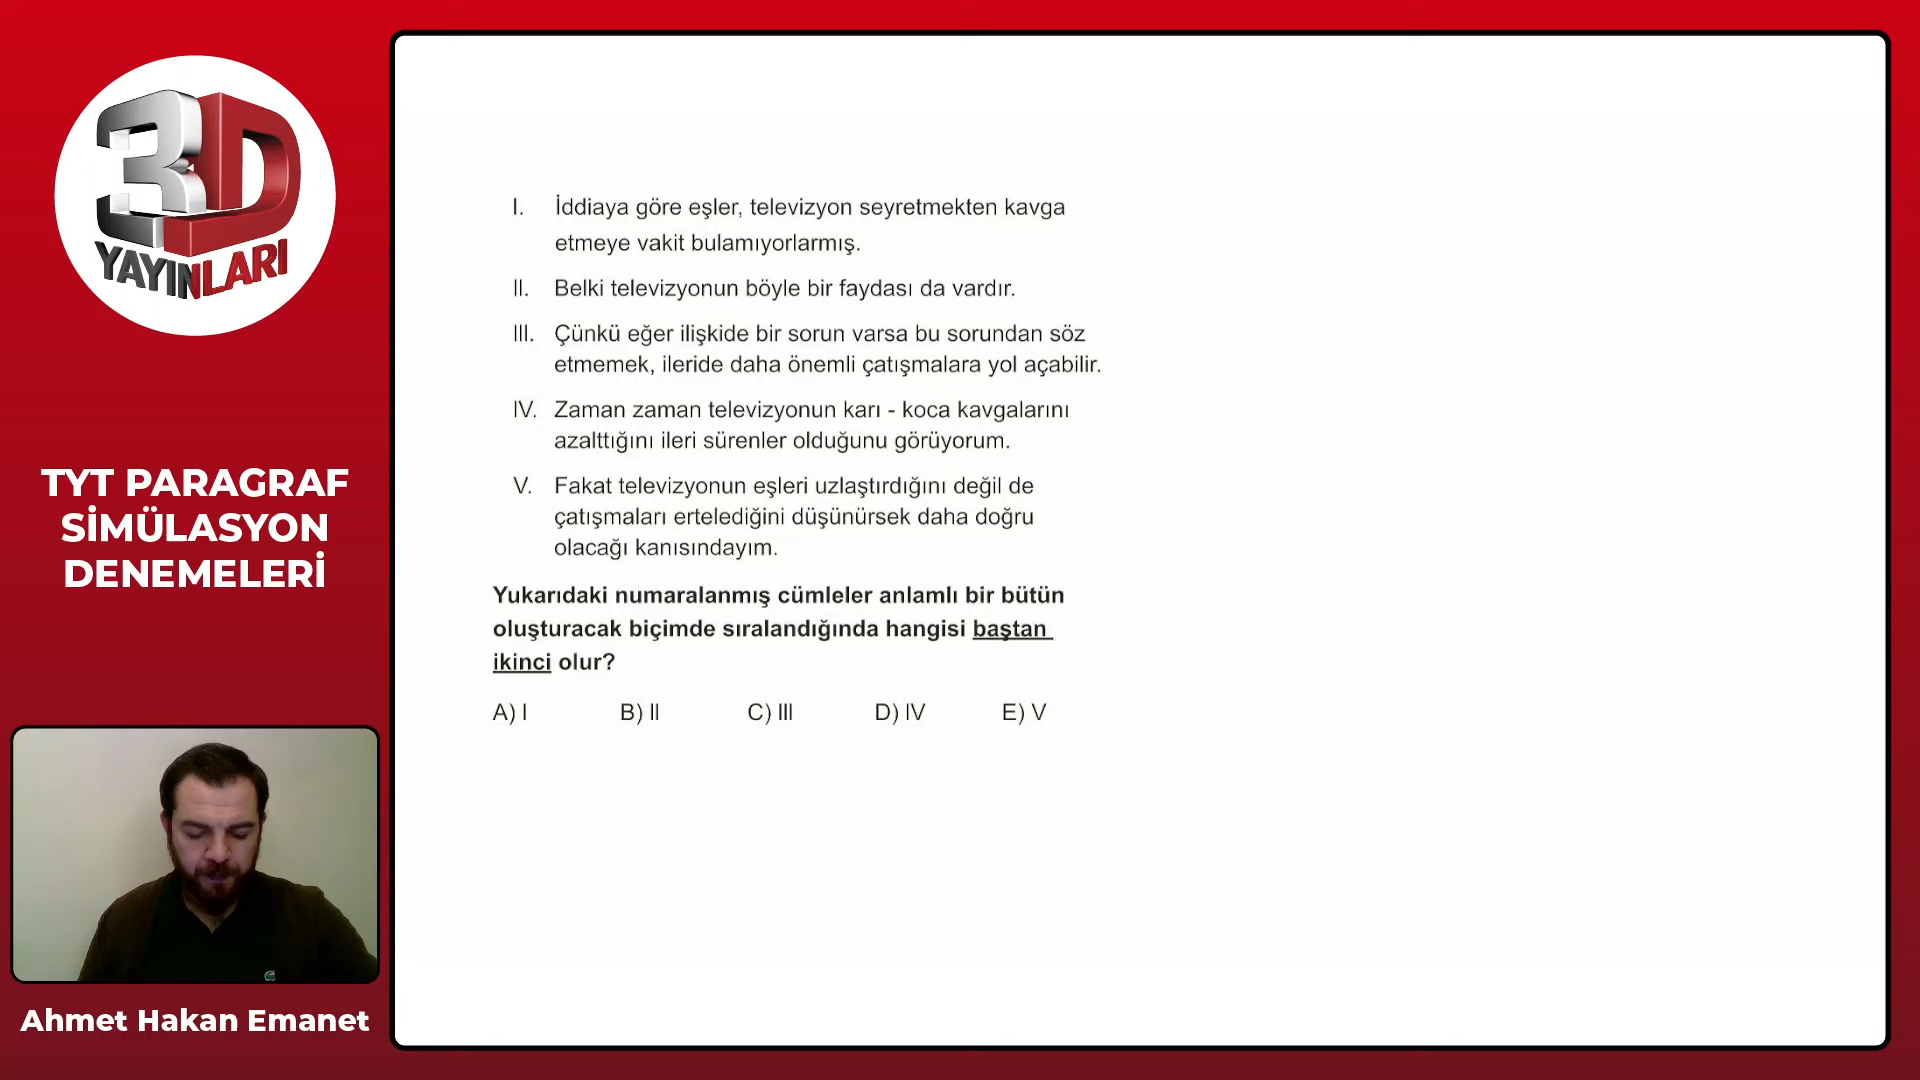 3D
YAYINLARI
TYT PARAGRAF
SİMÜLASYON
DENEMELERİ
Ahmet Hakan Emanet
I. İddiaya göre eşler, televizyon seyretmekten kavga
etmeye vakit bulamıyorlarmış.
II. Belki televizyonun böyle bir faydası da vardır.
III. Çünkü eğer ilişkide bir sorun varsa bu sorundan söz
etmemek, ileride daha önemli çatışmalara yol açabilir.
IV. Zaman zaman televizyonun karı - koca kavgalarını
azalttığını ileri sürenler olduğunu görüyorum.
V. Fakat televizyonun eşleri uzlaştırdığını değil de
çatışmaları ertelediğini düşünürsek daha doğru
olacağı kanısındayım.
Yukarıdaki numaralanmış cümleler anlamlı bir bütün
oluşturacak biçimde sıralandığında hangisi baştan
ikinci olur?
A) I B) II C) III D) IV E) V